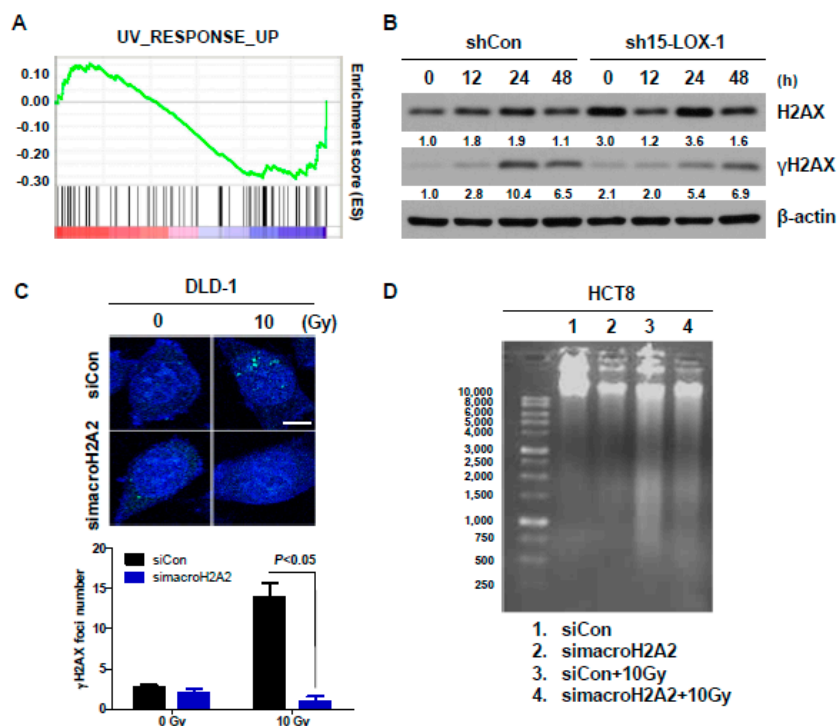 A
UV_RESPONSE_UP
0.10
0.00
-0.10
-0.20
-0.30
Enrichment score (ES)
B
shCon sh15-LOX-1
0 12 24 48 0 12 24 48 (h)
H2AX
1.0 1.8 1.9 1.1 3.0 1.2 3.6 1.6
γH2AX
1.0 2.8 10.4 6.5 2.1 2.0 5.4 6.9
β-actin
C
DLD-1
0 10 (Gy)
siCon
simacroH2A2
20
15
10
5
0
γH2AX foci number
siCon
simacroH2A2
P<0.05
0 Gy 10 Gy
D
HCT8
1 2 3 4
10,000
8,000
6,000
5,000
4,000
3,000
2,500
2,000
1,500
1,000
750
500
250
1. siCon
2. simacroH2A2
3. siCon+10Gy
4. simacroH2A2+10Gy